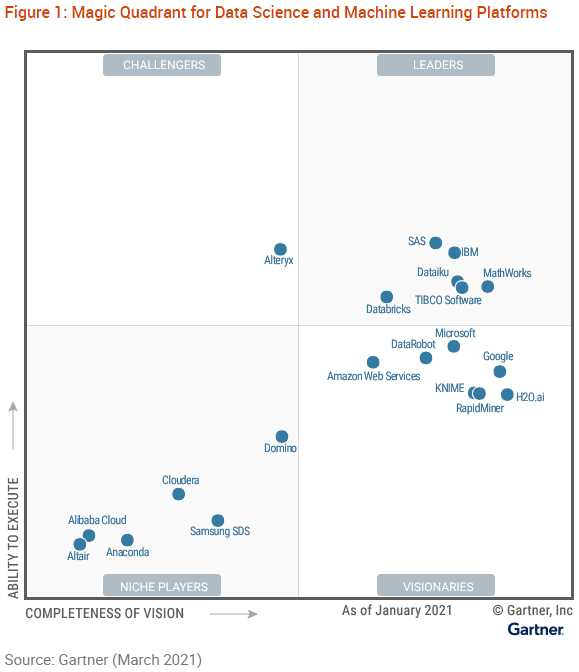 Figure 1: Magic Quadrant for Data Science and Machine Learning Platforms
CHALLENGERS
LEADERS
SAS
IBM
Alteryx
Dataiku
MathWorks
TIBCO Software
Databricks
Microsoft
DataRobot
Google
Amazon Web Services
KNIME
H2O.ai
RapidMiner
Domino
Cloudera
Alibaba Cloud
Samsung SDS
Altair
Anaconda
ABILITY TO EXECUTE
NICHE PLAYERS
VISIONARIES
COMPLETENESS OF VISION
As of January 2021
© Gartner, Inc
Gartner
Source: Gartner (March 2021)